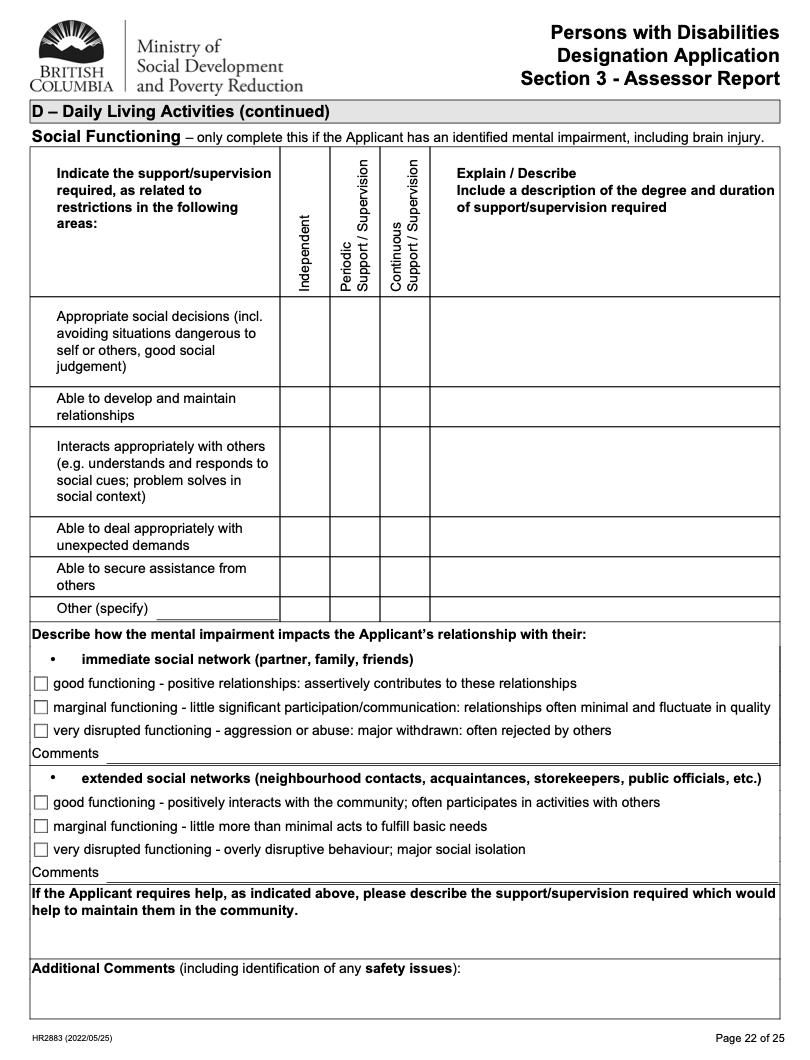 BRITISH
COLUMBIA
Ministry of
Social Development
and Poverty Reduction
Persons with Disabilities
Designation Application
Section 3 - Assessor Report
D – Daily Living Activities (continued)
Social Functioning – only complete this if the Applicant has an identified mental impairment, including brain injury.
Indicate the support/supervision
required, as related to
restrictions in the following
areas:
Independent
Periodic
Support / Supervision
Continuous
Support / Supervision
Explain / Describe
Include a description of the degree and duration
of support/supervision required
Appropriate social decisions (incl.
avoiding situations dangerous to
self or others, good social
judgement)
Able to develop and maintain
relationships
Interacts appropriately with others
(e.g. understands and responds to
social cues; problem solves in
social context)
Able to deal appropriately with
unexpected demands
Able to secure assistance from
others
Other (specify)
Describe how the mental impairment impacts the Applicant's relationship with their:
• immediate social network (partner, family, friends)
good functioning - positive relationships: assertively contributes to these relationships
marginal functioning - little significant participation/communication: relationships often minimal and fluctuate in quality
very disrupted functioning - aggression or abuse: major withdrawn: often rejected by others
Comments
• extended social networks (neighbourhood contacts, acquaintances, storekeepers, public officials, etc.)
good functioning - positively interacts with the community; often participates in activities with others
marginal functioning - little more than minimal acts to fulfill basic needs
very disrupted functioning - overly disruptive behaviour; major social isolation
Comments
If the Applicant requires help, as indicated above, please describe the support/supervision required which would
help to maintain them in the community.
Additional Comments (including identification of any safety issues):
HR2883 (2022/05/25)
Page 22 of 25